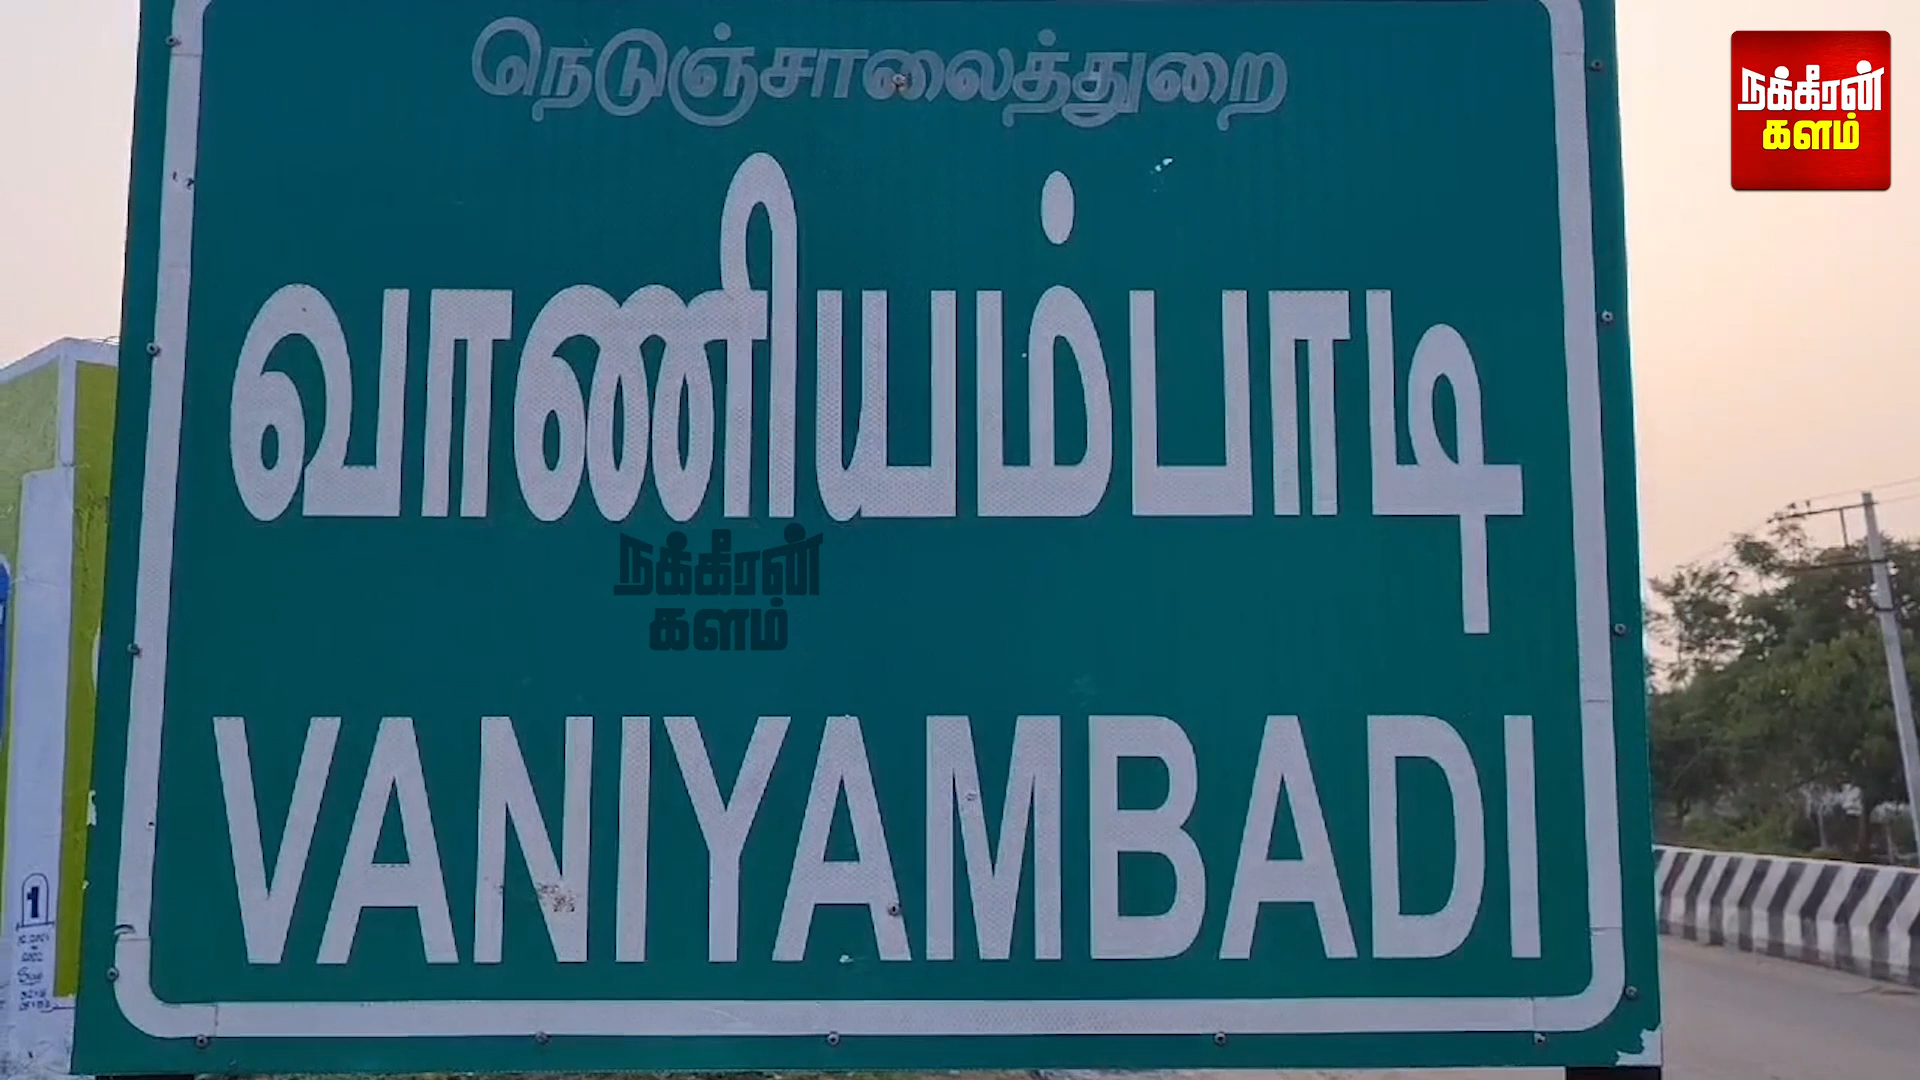 நெடுஞ்சாலைத்துறை
நக்கீரன்
களம்
வாணியம்பாடி
நக்கீரன்
களம்
VANIYAMBADI
1